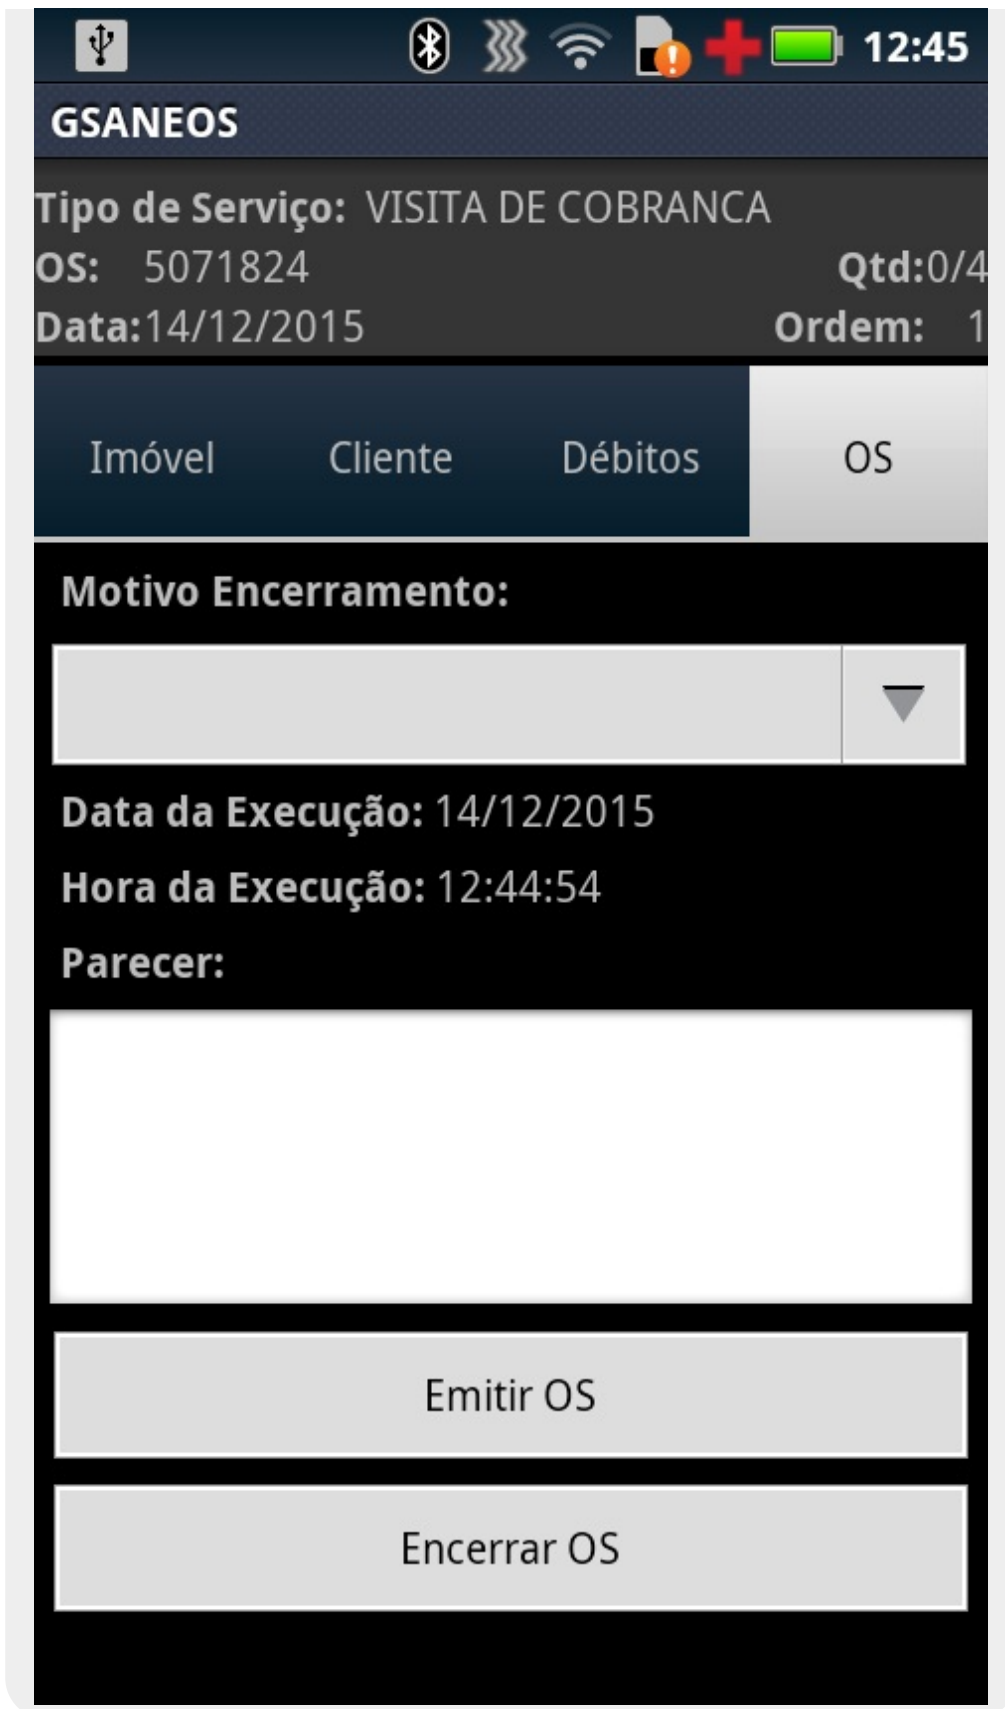 12:45
GSANEOS
Tipo de Serviço: VISITA DE COBRANCA
OS: 5071824 Qtd:0/4
Data:14/12/2015 Ordem: 1
Imóvel Cliente Débitos OS
Motivo Encerramento:
Data da Execução: 14/12/2015
Hora da Execução: 12:44:54
Parecer:
Emitir OS
Encerrar OS